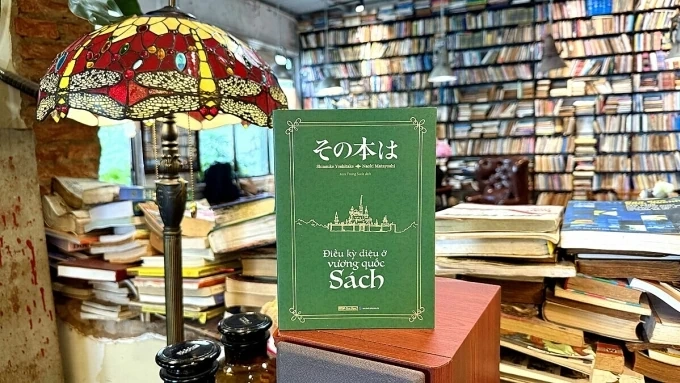 その本は
Shinsuke Yoshitake Naoki Matayoshi
Điều kỳ diệu ở
vương quốc
Sách